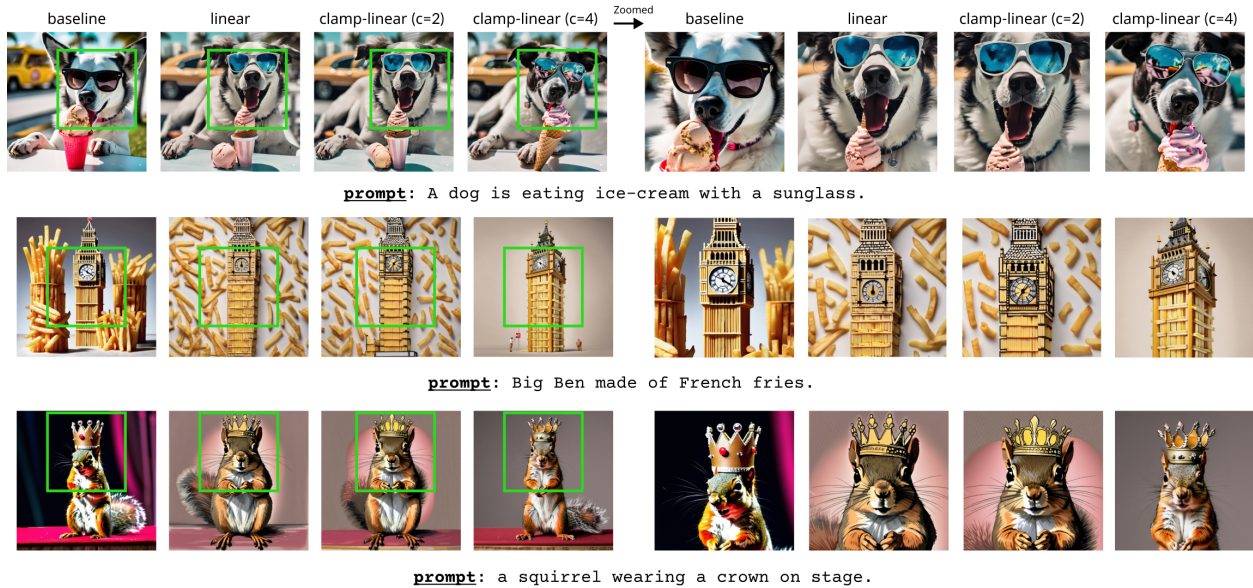 baseline linear clamp-linear (c=2) clamp-linear (c=4) Zoomed baseline linear clamp-linear (c=2) clamp-linear (c=4)
prompt: A dog is eating ice-cream with a sunglass.
prompt: Big Ben made of French fries.
prompt: a squirrel wearing a crown on stage.